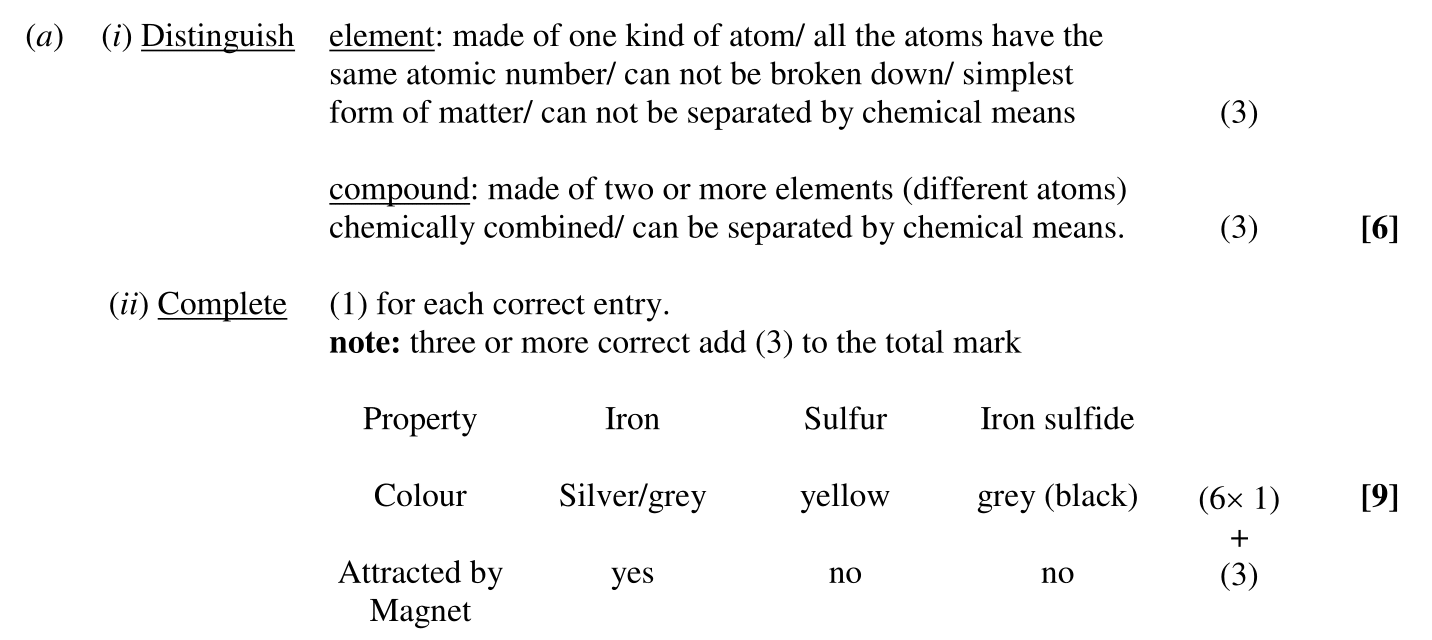 (a) (i) Distinguish element: made of one kind of atom/ all the atoms have the
same atomic number/ can not be broken down/ simplest
form of matter/ can not be separated by chemical means (3)
compound: made of two or more elements (different atoms)
chemically combined/ can be separated by chemical means. (3) [6]
(ii) Complete (1) for each correct entry.
note: three or more correct add (3) to the total mark
Property Iron Sulfur Iron sulfide
Colour Silver/grey yellow grey (black) (6× 1) [9]
+
Attracted by yes no no (3)
Magnet